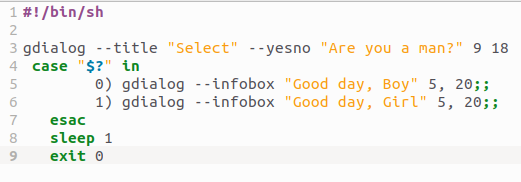 1 #!/bin/sh
2
3 gdialog --title "Select" --yesno "Are you a man?" 9 18
4 case "$?" in
5 0) gdialog --infobox "Good day, Boy" 5, 20;;
6 1) gdialog --infobox "Good day, Girl" 5, 20;;
7 esac
8 sleep 1
9 exit 0